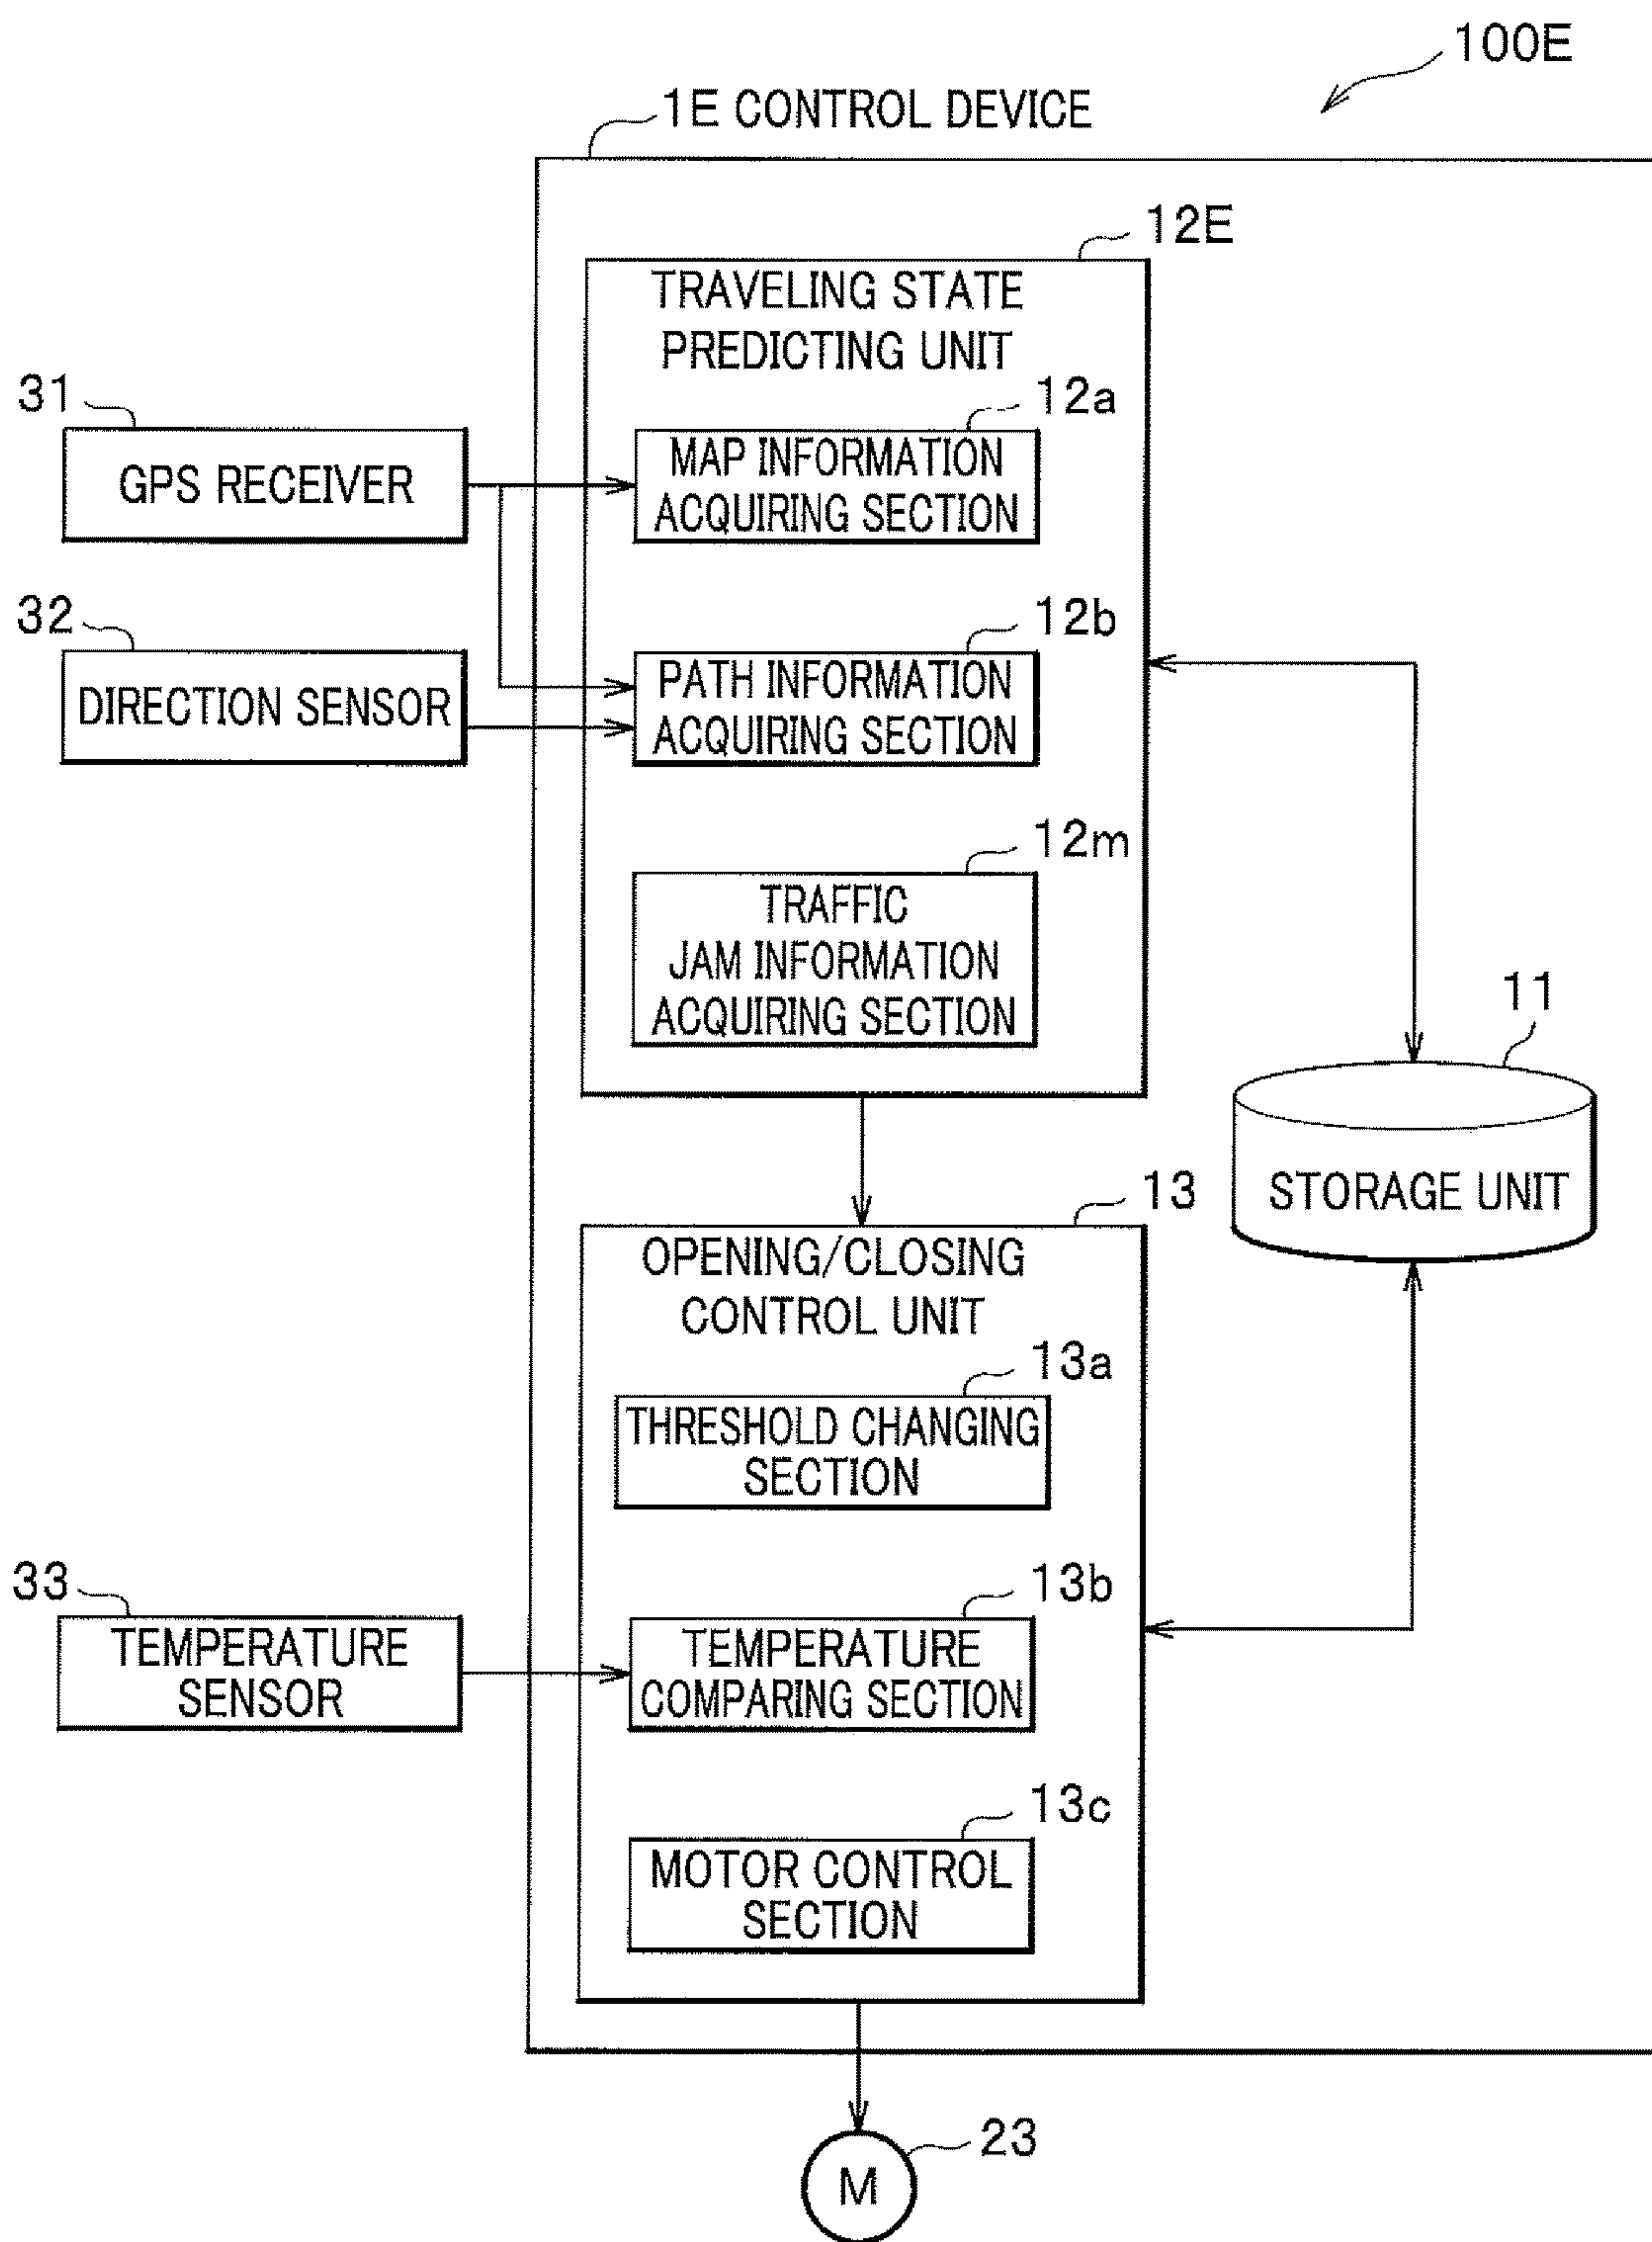 100E
1E CONTROL DEVICE
12E
TRAVELING STATE
PREDICTING UNIT
31
GPS RECEIVER
12a
MAP INFORMATION
ACQUIRING SECTION
32
DIRECTION SENSOR
12b
PATH INFORMATION
ACQUIRING SECTION
12m
TRAFFIC
JAM INFORMATION
ACQUIRING SECTION
11
STORAGE UNIT
13
OPENING/CLOSING
CONTROL UNIT
13a
THRESHOLD CHANGING
SECTION
33
TEMPERATURE
SENSOR
13b
TEMPERATURE
COMPARING SECTION
13c
MOTOR CONTROL
SECTION
23
M